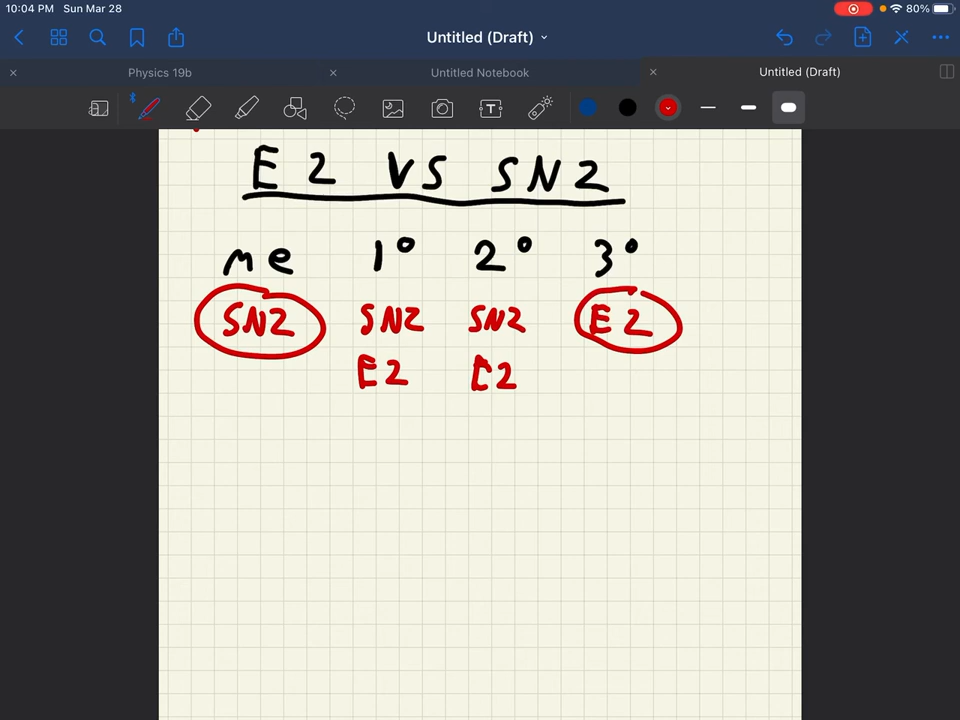 10:04 PM Sun Mar 28 80%
Untitled (Draft)
Physics 19b Untitled Notebook Untitled (Draft)
E2 VS SN2
me 1° 2° 3°
SN2 SN2 SN2 E2
E2 E2